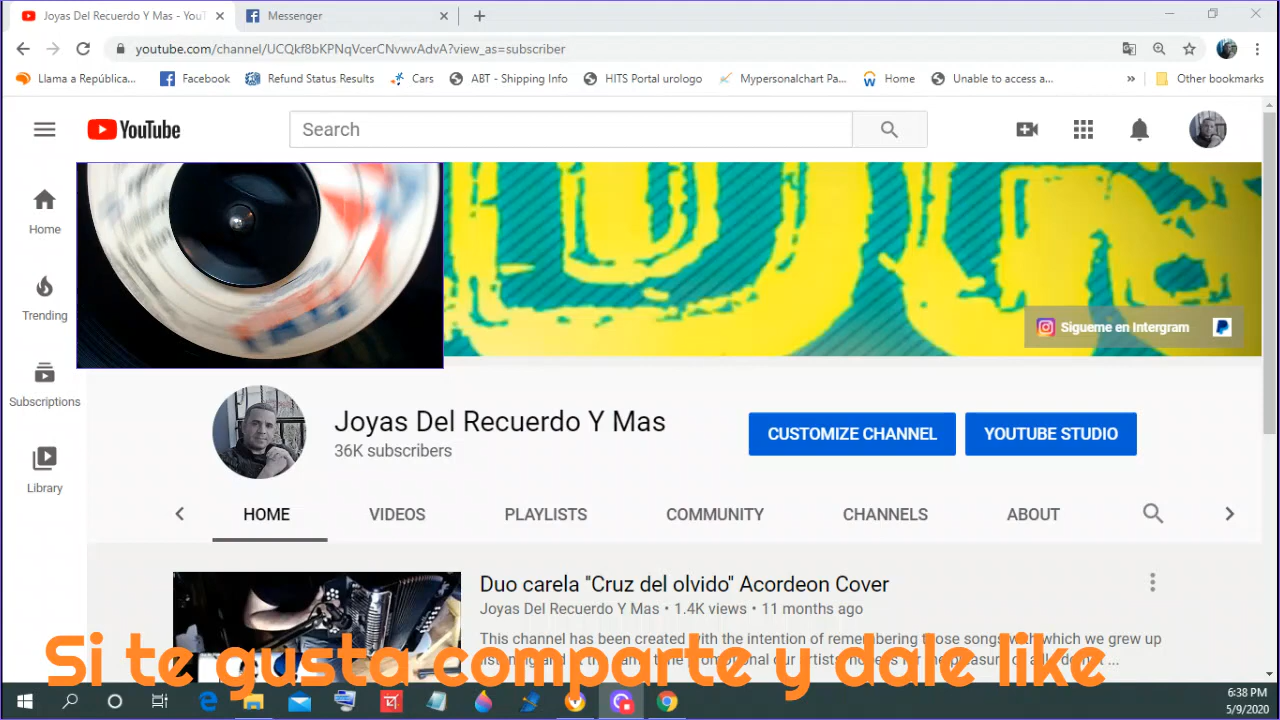 Joyas Del Recuerdo Y Mas - YouT
Messenger
youtube.com/channel/UCQkf8bKPNqVcerCNvwvAdvA?view_as=subscriber
Llama a República... Facebook Refund Status Results Cars ABT - Shipping Info HITS Portal urologo Mypersonalchart Pa... Home Unable to access a... » Other bookmarks
YouTube
Search
Home
Trending
Subscriptions
Library
Sigueme en Intergram
Joyas Del Recuerdo Y Mas
36K subscribers
CUSTOMIZE CHANNEL
YOUTUBE STUDIO
HOME VIDEOS PLAYLISTS COMMUNITY CHANNELS ABOUT
Duo carela "Cruz del olvido" Acordeon Cover
Joyas Del Recuerdo Y Mas • 1.4K views • 11 months ago
This channel has been created with the intention of remembering those songs with which we grew up
Si te gusta comparte y dale like
6:38 PM
5/9/2020